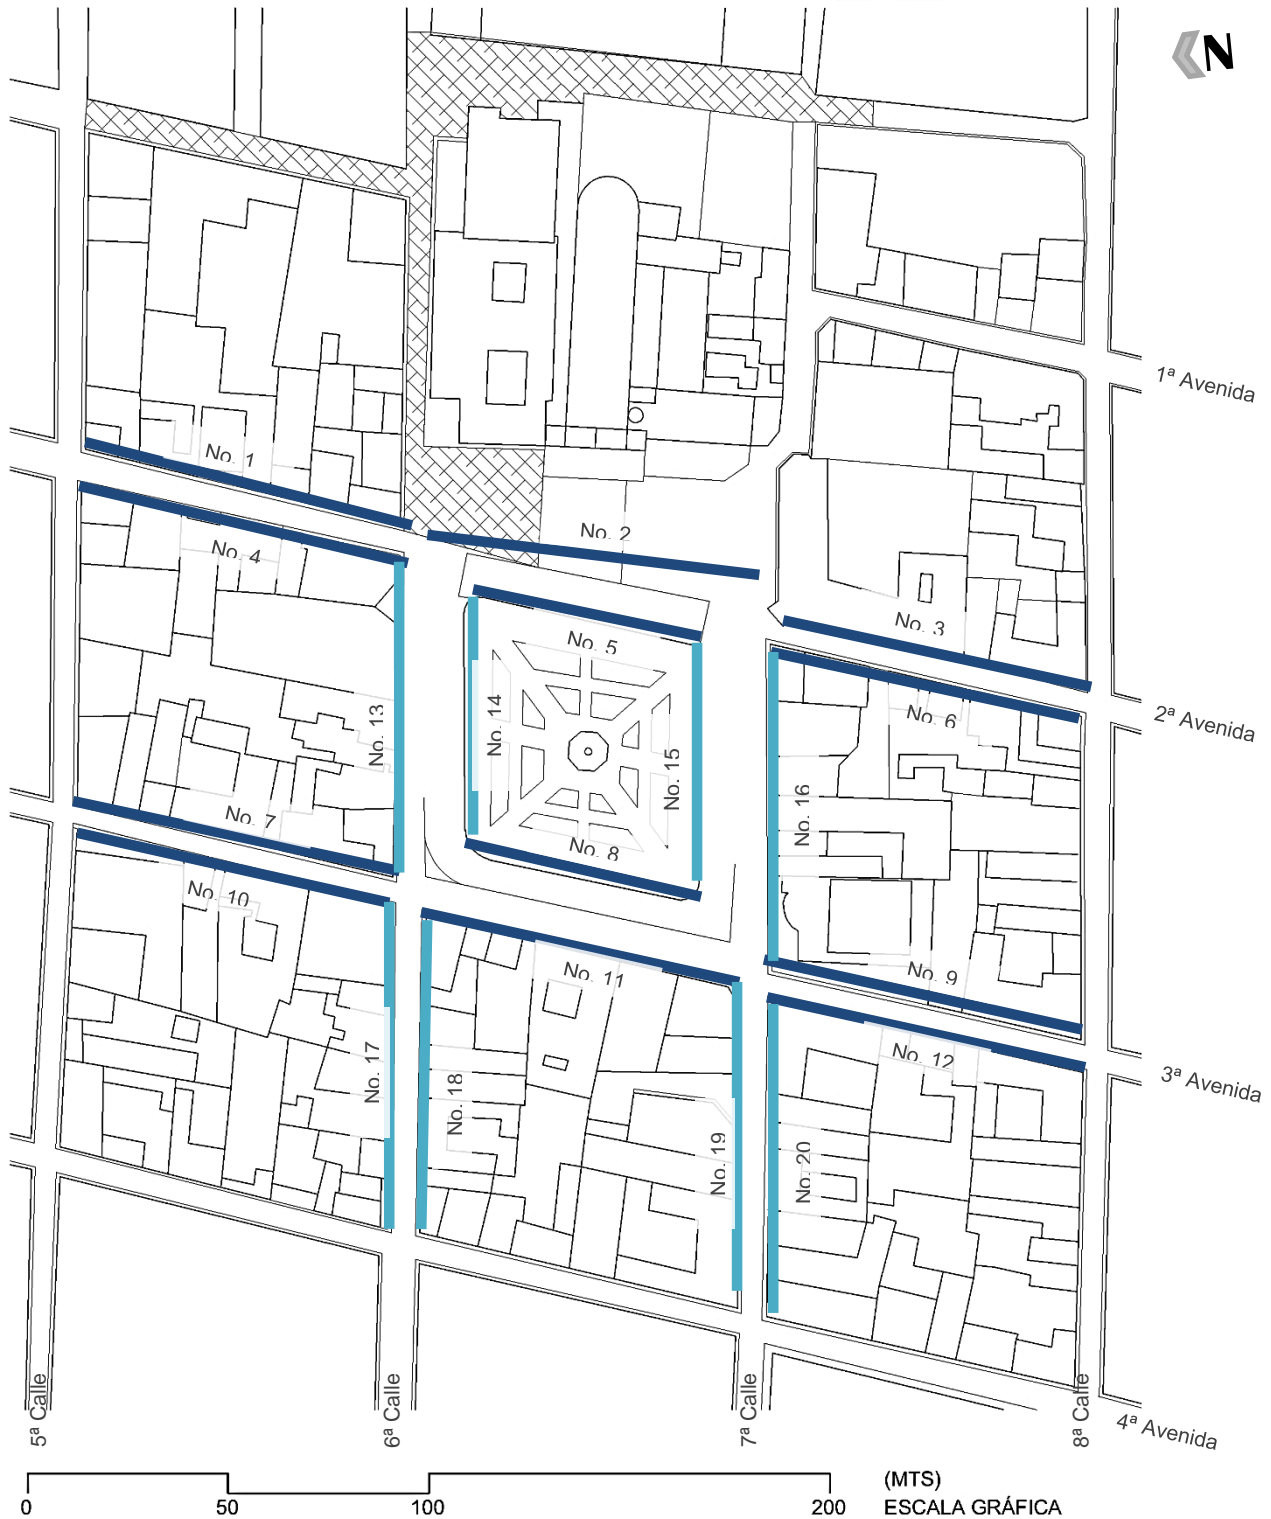 N
1ª Avenida
No. 1
No. 2
No. 4
No. 3
No. 5
2ª Avenida
No. 6
No. 13
No. 14
No. 15
No. 16
No. 7
No. 8
No. 10
No. 11
No. 9
No. 12
3ª Avenida
No. 17
No. 18
No. 19
No. 20
5ª Calle
6ª Calle
7ª Calle
8ª Calle
4ª Avenida
0 50 100 200
(MTS)
ESCALA GRÁFICA